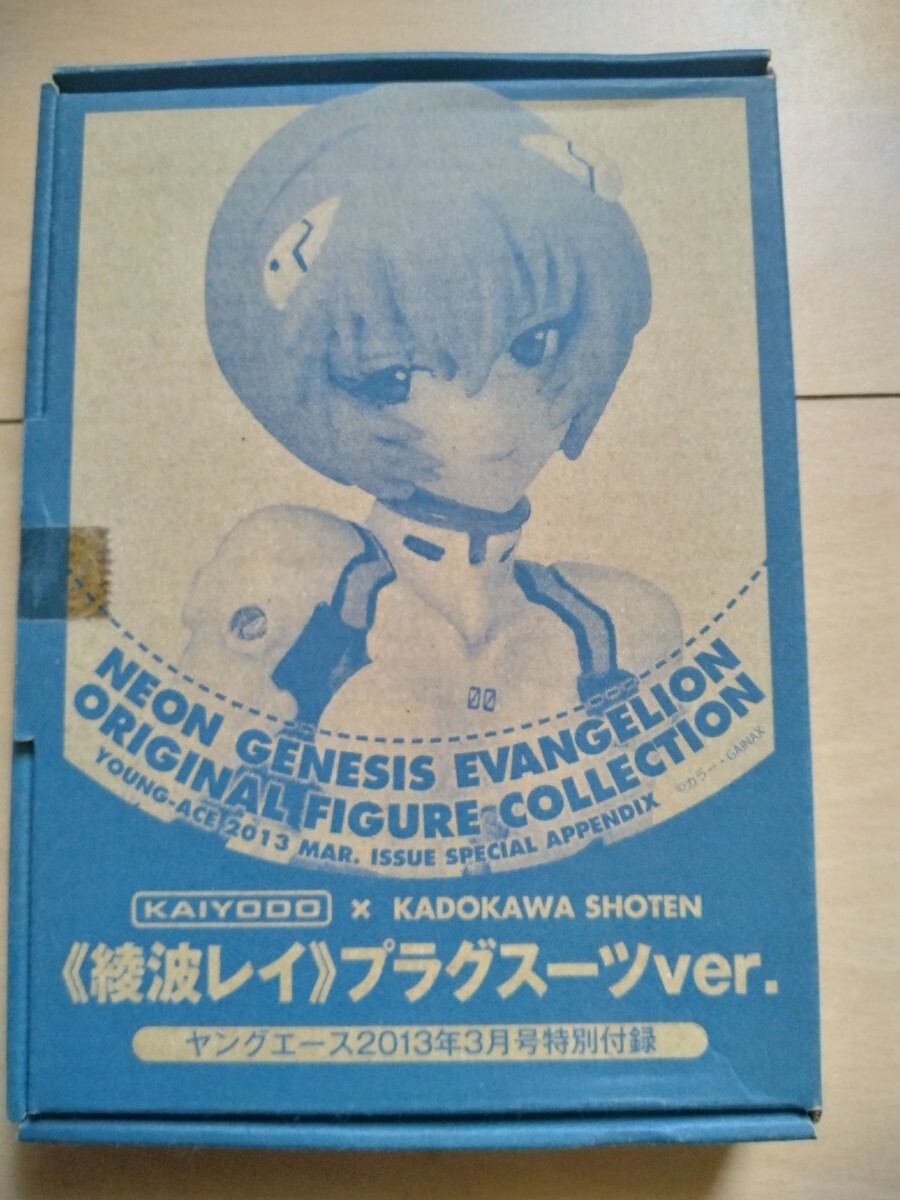 00
NEON GENESIS EVANGELION
ORIGINAL FIGURE COLLECTION
YOUNG-ACE 2013 MAR. ISSUE SPECIAL APPENDIX
©カラー・GAINAX
KAIYODO × KADOKAWA SHOTEN
《綾波レイ》プラグスーツver.
ヤングエース2013年3月号特別付録